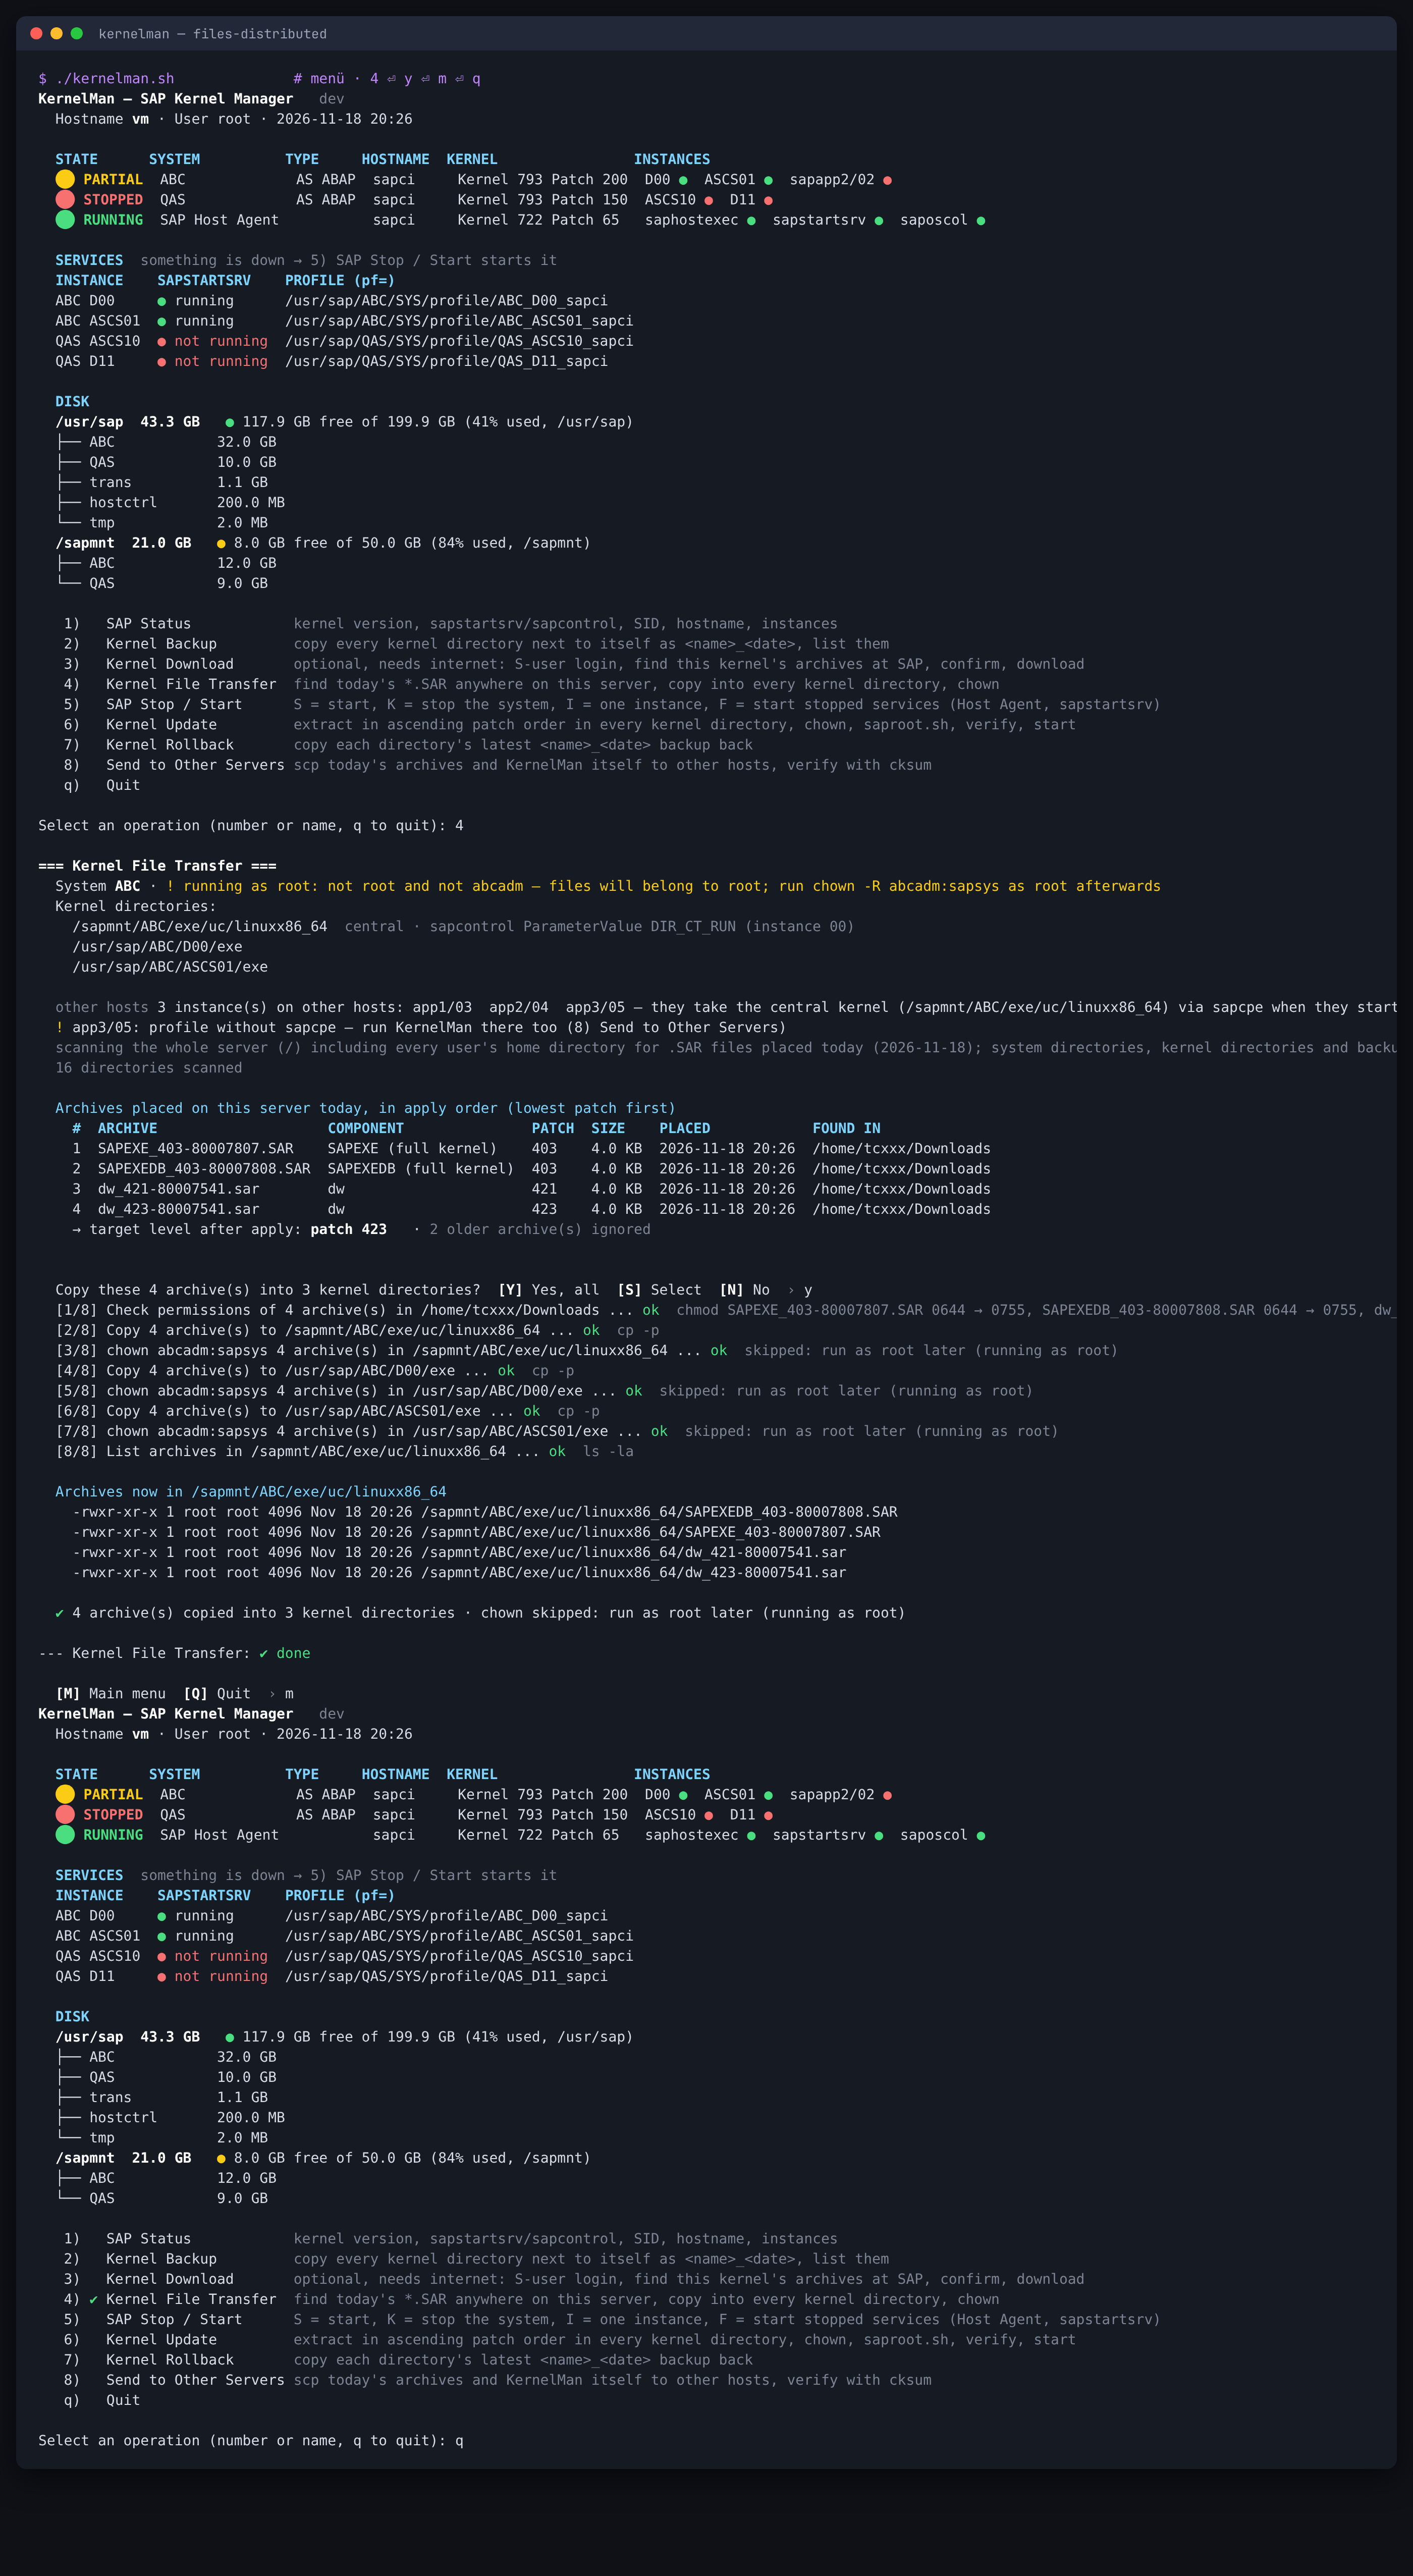 kernelman — files-distributed
$ ./kernelman.sh              # menü · 4 ⏎ y ⏎ m ⏎ q
KernelMan — SAP Kernel Manager   dev
  Hostname vm · User root · 2026-11-18 20:26
  STATE      SYSTEM          TYPE     HOSTNAME  KERNEL                INSTANCES
  PARTIAL  ABC             AS ABAP  sapci     Kernel 793 Patch 200  D00 ●  ASCS01 ●  sapapp2/02 ●
  STOPPED  QAS             AS ABAP  sapci     Kernel 793 Patch 150  ASCS10 ●  D11 ●
  RUNNING  SAP Host Agent           sapci     Kernel 722 Patch 65   saphostexec ●  sapstartsrv ●  saposcol ●
  SERVICES  something is down → 5) SAP Stop / Start starts it
  INSTANCE    SAPSTARTSRV    PROFILE (pf=)
  ABC D00     ● running      /usr/sap/ABC/SYS/profile/ABC_D00_sapci
  ABC ASCS01  ● running      /usr/sap/ABC/SYS/profile/ABC_ASCS01_sapci
  QAS ASCS10  ● not running  /usr/sap/QAS/SYS/profile/QAS_ASCS10_sapci
  QAS D11     ● not running  /usr/sap/QAS/SYS/profile/QAS_D11_sapci
  DISK
  /usr/sap  43.3 GB   ● 117.9 GB free of 199.9 GB (41% used, /usr/sap)
  ├── ABC            32.0 GB
  ├── QAS            10.0 GB
  ├── trans          1.1 GB
  ├── hostctrl       200.0 MB
  └── tmp            2.0 MB
  /sapmnt  21.0 GB   ● 8.0 GB free of 50.0 GB (84% used, /sapmnt)
  ├── ABC            12.0 GB
  └── QAS            9.0 GB
   1)   SAP Status            kernel version, sapstartsrv/sapcontrol, SID, hostname, instances
   2)   Kernel Backup         copy every kernel directory next to itself as <name>_<date>, list them
   3)   Kernel Download       optional, needs internet: S-user login, find this kernel's archives at SAP, confirm, download
   4)   Kernel File Transfer  find today's *.SAR anywhere on this server, copy into every kernel directory, chown
   5)   SAP Stop / Start      S = start, K = stop the system, I = one instance, F = start stopped services (Host Agent, sapstartsrv)
   6)   Kernel Update         extract in ascending patch order in every kernel directory, chown, saproot.sh, verify, start
   7)   Kernel Rollback       copy each directory's latest <name>_<date> backup back
   8)   Send to Other Servers scp today's archives and KernelMan itself to other hosts, verify with cksum
   q)   Quit
Select an operation (number or name, q to quit): 4
=== Kernel File Transfer ===
  System ABC · ! running as root: not root and not abcadm — files will belong to root; run chown -R abcadm:sapsys as root afterwards
  Kernel directories:
    /sapmnt/ABC/exe/uc/linuxx86_64  central · sapcontrol ParameterValue DIR_CT_RUN (instance 00)
    /usr/sap/ABC/D00/exe
    /usr/sap/ABC/ASCS01/exe
  other hosts 3 instance(s) on other hosts: app1/03  app2/04  app3/05 — they take the central kernel (/sapmnt/ABC/exe/uc/linuxx86_64) via sapcpe when they start
  ! app3/05: profile without sapcpe — run KernelMan there too (8) Send to Other Servers)
  scanning the whole server (/) including every user's home directory for .SAR files placed today (2026-11-18); system directories, kernel directories and backu
  16 directories scanned
  Archives placed on this server today, in apply order (lowest patch first)
    #  ARCHIVE                    COMPONENT               PATCH  SIZE    PLACED            FOUND IN
    1  SAPEXE_403-80007807.SAR    SAPEXE (full kernel)    403    4.0 KB  2026-11-18 20:26  /home/tcxxx/Downloads
    2  SAPEXEDB_403-80007808.SAR  SAPEXEDB (full kernel)  403    4.0 KB  2026-11-18 20:26  /home/tcxxx/Downloads
    3  dw_421-80007541.sar        dw                      421    4.0 KB  2026-11-18 20:26  /home/tcxxx/Downloads
    4  dw_423-80007541.sar        dw                      423    4.0 KB  2026-11-18 20:26  /home/tcxxx/Downloads
    → target level after apply: patch 423   · 2 older archive(s) ignored
  Copy these 4 archive(s) into 3 kernel directories?  [Y] Yes, all  [S] Select  [N] No  › y
  [1/8] Check permissions of 4 archive(s) in /home/tcxxx/Downloads ... ok  chmod SAPEXE_403-80007807.SAR 0644 → 0755, SAPEXEDB_403-80007808.SAR 0644 → 0755, dw_
  [2/8] Copy 4 archive(s) to /sapmnt/ABC/exe/uc/linuxx86_64 ... ok  cp -p
  [3/8] chown abcadm:sapsys 4 archive(s) in /sapmnt/ABC/exe/uc/linuxx86_64 ... ok  skipped: run as root later (running as root)
  [4/8] Copy 4 archive(s) to /usr/sap/ABC/D00/exe ... ok  cp -p
  [5/8] chown abcadm:sapsys 4 archive(s) in /usr/sap/ABC/D00/exe ... ok  skipped: run as root later (running as root)
  [6/8] Copy 4 archive(s) to /usr/sap/ABC/ASCS01/exe ... ok  cp -p
  [7/8] chown abcadm:sapsys 4 archive(s) in /usr/sap/ABC/ASCS01/exe ... ok  skipped: run as root later (running as root)
  [8/8] List archives in /sapmnt/ABC/exe/uc/linuxx86_64 ... ok  ls -la
  Archives now in /sapmnt/ABC/exe/uc/linuxx86_64
    -rwxr-xr-x 1 root root 4096 Nov 18 20:26 /sapmnt/ABC/exe/uc/linuxx86_64/SAPEXEDB_403-80007808.SAR
    -rwxr-xr-x 1 root root 4096 Nov 18 20:26 /sapmnt/ABC/exe/uc/linuxx86_64/SAPEXE_403-80007807.SAR
    -rwxr-xr-x 1 root root 4096 Nov 18 20:26 /sapmnt/ABC/exe/uc/linuxx86_64/dw_421-80007541.sar
    -rwxr-xr-x 1 root root 4096 Nov 18 20:26 /sapmnt/ABC/exe/uc/linuxx86_64/dw_423-80007541.sar
  ✔ 4 archive(s) copied into 3 kernel directories · chown skipped: run as root later (running as root)
--- Kernel File Transfer: ✔ done
  [M] Main menu  [Q] Quit  › m
KernelMan — SAP Kernel Manager   dev
  Hostname vm · User root · 2026-11-18 20:26
  STATE      SYSTEM          TYPE     HOSTNAME  KERNEL                INSTANCES
  PARTIAL  ABC             AS ABAP  sapci     Kernel 793 Patch 200  D00 ●  ASCS01 ●  sapapp2/02 ●
  STOPPED  QAS             AS ABAP  sapci     Kernel 793 Patch 150  ASCS10 ●  D11 ●
  RUNNING  SAP Host Agent           sapci     Kernel 722 Patch 65   saphostexec ●  sapstartsrv ●  saposcol ●
  SERVICES  something is down → 5) SAP Stop / Start starts it
  INSTANCE    SAPSTARTSRV    PROFILE (pf=)
  ABC D00     ● running      /usr/sap/ABC/SYS/profile/ABC_D00_sapci
  ABC ASCS01  ● running      /usr/sap/ABC/SYS/profile/ABC_ASCS01_sapci
  QAS ASCS10  ● not running  /usr/sap/QAS/SYS/profile/QAS_ASCS10_sapci
  QAS D11     ● not running  /usr/sap/QAS/SYS/profile/QAS_D11_sapci
  DISK
  /usr/sap  43.3 GB   ● 117.9 GB free of 199.9 GB (41% used, /usr/sap)
  ├── ABC            32.0 GB
  ├── QAS            10.0 GB
  ├── trans          1.1 GB
  ├── hostctrl       200.0 MB
  └── tmp            2.0 MB
  /sapmnt  21.0 GB   ● 8.0 GB free of 50.0 GB (84% used, /sapmnt)
  ├── ABC            12.0 GB
  └── QAS            9.0 GB
   1)   SAP Status            kernel version, sapstartsrv/sapcontrol, SID, hostname, instances
   2)   Kernel Backup         copy every kernel directory next to itself as <name>_<date>, list them
   3)   Kernel Download       optional, needs internet: S-user login, find this kernel's archives at SAP, confirm, download
   4) ✔ Kernel File Transfer  find today's *.SAR anywhere on this server, copy into every kernel directory, chown
   5)   SAP Stop / Start      S = start, K = stop the system, I = one instance, F = start stopped services (Host Agent, sapstartsrv)
   6)   Kernel Update         extract in ascending patch order in every kernel directory, chown, saproot.sh, verify, start
   7)   Kernel Rollback       copy each directory's latest <name>_<date> backup back
   8)   Send to Other Servers scp today's archives and KernelMan itself to other hosts, verify with cksum
   q)   Quit
Select an operation (number or name, q to quit): q